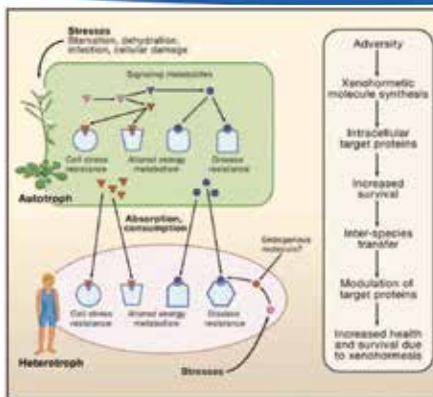 Stresses
Starvation, dehydration,
infection, cellular damage
Signaling metabolites
Cell stress
resistance
Altered energy
metabolism
Disease
resistance
Autotroph
Absorption,
consumption
Endogenous
molecule?
Cell stress
resistance
Altered energy
metabolism
Disease
resistance
Heterotroph
Stresses
Adversity
Xenohormetic
molecule synthesis
Intracellular
target proteins
Increased
survival
Inter-species
transfer
Modulation of
target proteins
Increased health
and survival due
to xenohormesis